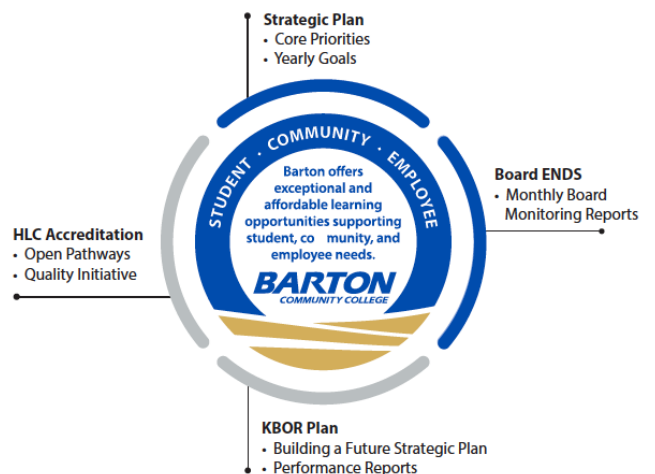 Strategic Plan
• Core Priorities
• Yearly Goals
STUDENT · COMMUNITY · EMPLOYEE
Barton offers
exceptional and
affordable learning
opportunities supporting
student, co munity, and
employee needs.
BARTON
COMMUNITY COLLEGE
Board ENDS
• Monthly Board
Monitoring Reports
HLC Accreditation
• Open Pathways
• Quality Initiative
KBOR Plan
• Building a Future Strategic Plan
• Performance Reports